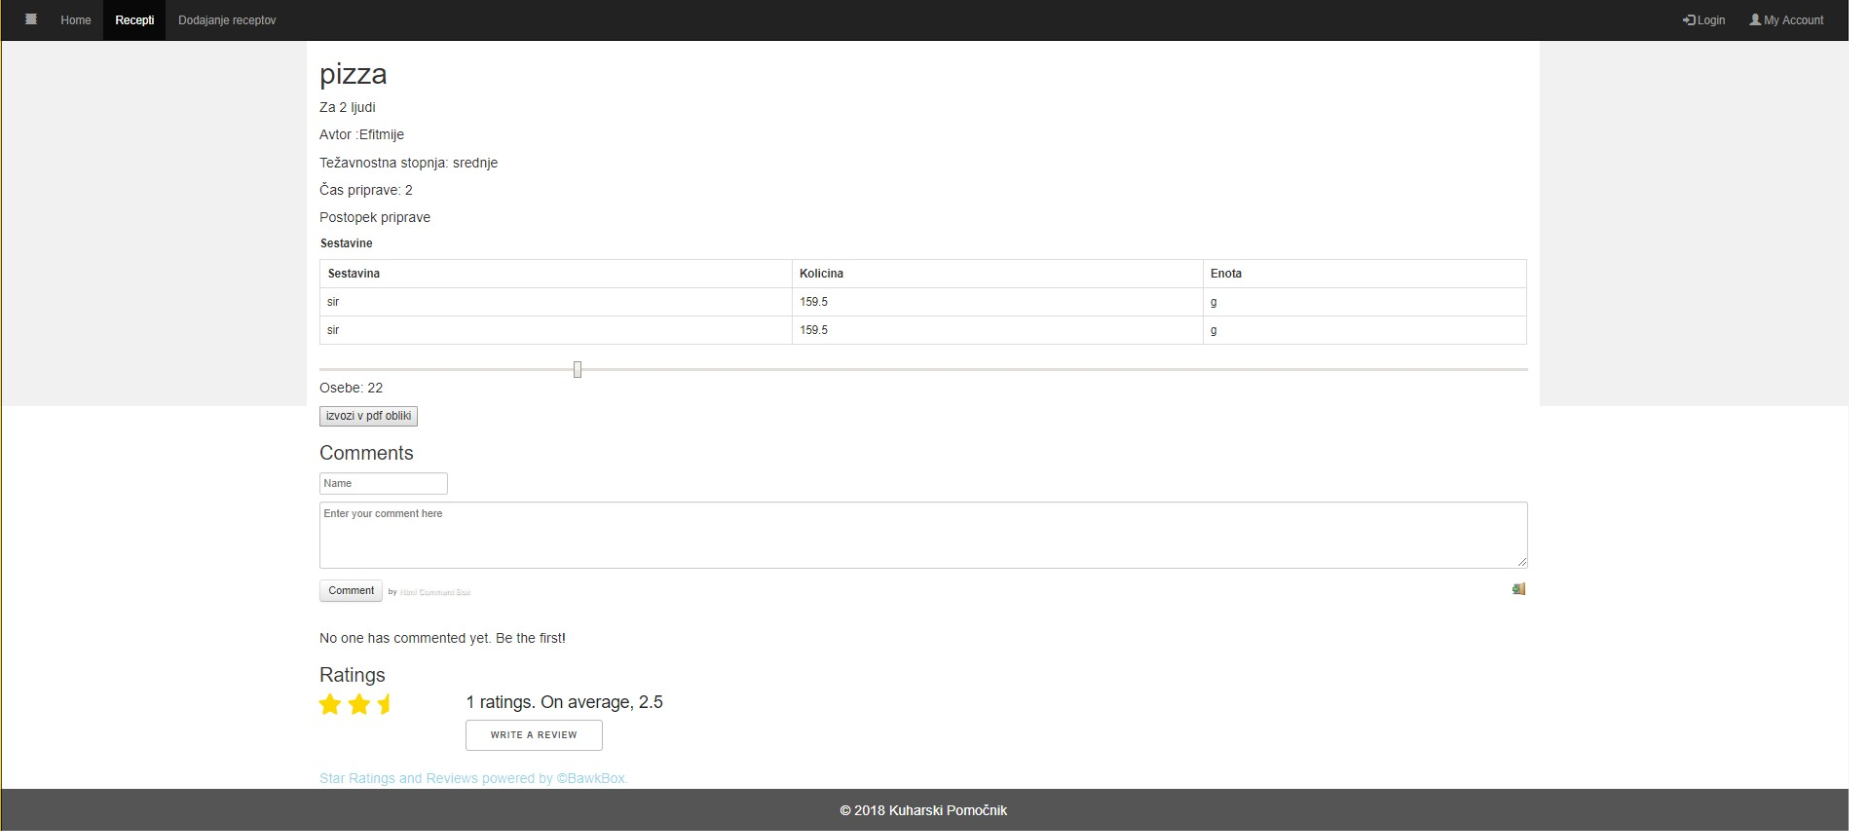 Home Recepti Dodajanje receptov Login My Account
pizza
Za 2 ljudi
Avtor :Efitmije
Težavnostna stopnja: srednje
Čas priprave: 2
Postopek priprave
Sestavine
Sestavina Kolicina Enota
sir 159.5 g
sir 159.5 g
Osebe: 22
izvozi v pdf obliki
Comments
Name
Enter your comment here
Comment by Html Comment Box
No one has commented yet. Be the first!
Ratings
1 ratings. On average, 2.5
WRITE A REVIEW
Star Ratings and Reviews powered by ©BawkBox.
© 2018 Kuharski Pomočnik